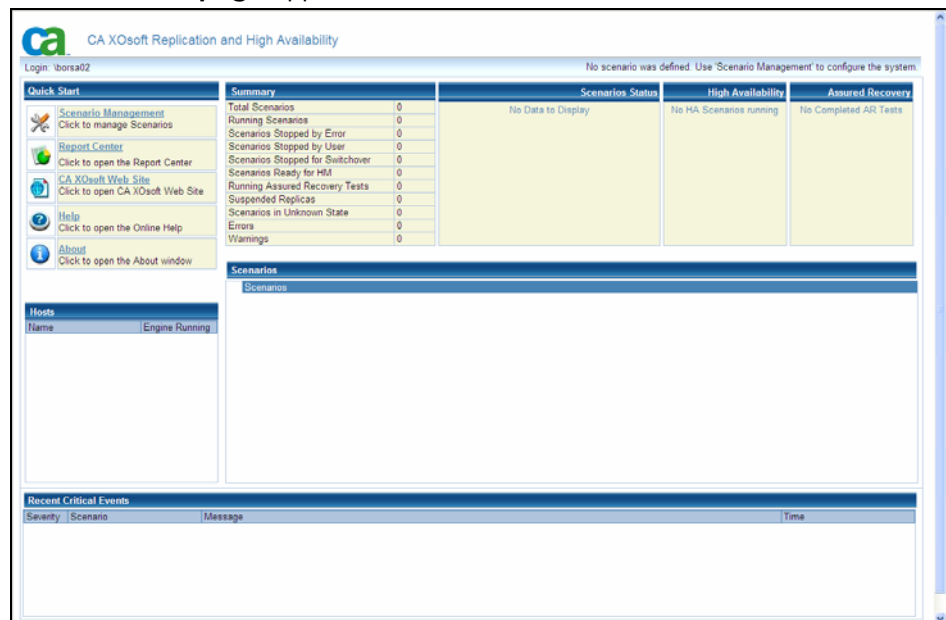 ca
CA XOsoft Replication and High Availability
Login: \borsa02
No scenario was defined. Use 'Scenario Management' to configure the system.
Quick Start
Scenario Management
Click to manage Scenarios
Report Center
Click to open the Report Center
CA XOsoft Web Site
Click to open CA XOsoft Web Site
Help
Click to open the Online Help
About
Click to open the About window
Summary
Total Scenarios 0
Running Scenarios 0
Scenarios Stopped by Error 0
Scenarios Stopped by User 0
Scenarios Stopped for Switchover 0
Scenarios Ready for HM 0
Running Assured Recovery Tests 0
Suspended Replicas 0
Scenarios in Unknown State 0
Errors 0
Warnings 0
Scenarios Status
No Data to Display
High Availability
No HA Scenarios running
Assured Recovery
No Completed AR Tests
Scenarios
Scenarios
Hosts
Name Engine Running
Recent Critical Events
Severity Scenario Message Time